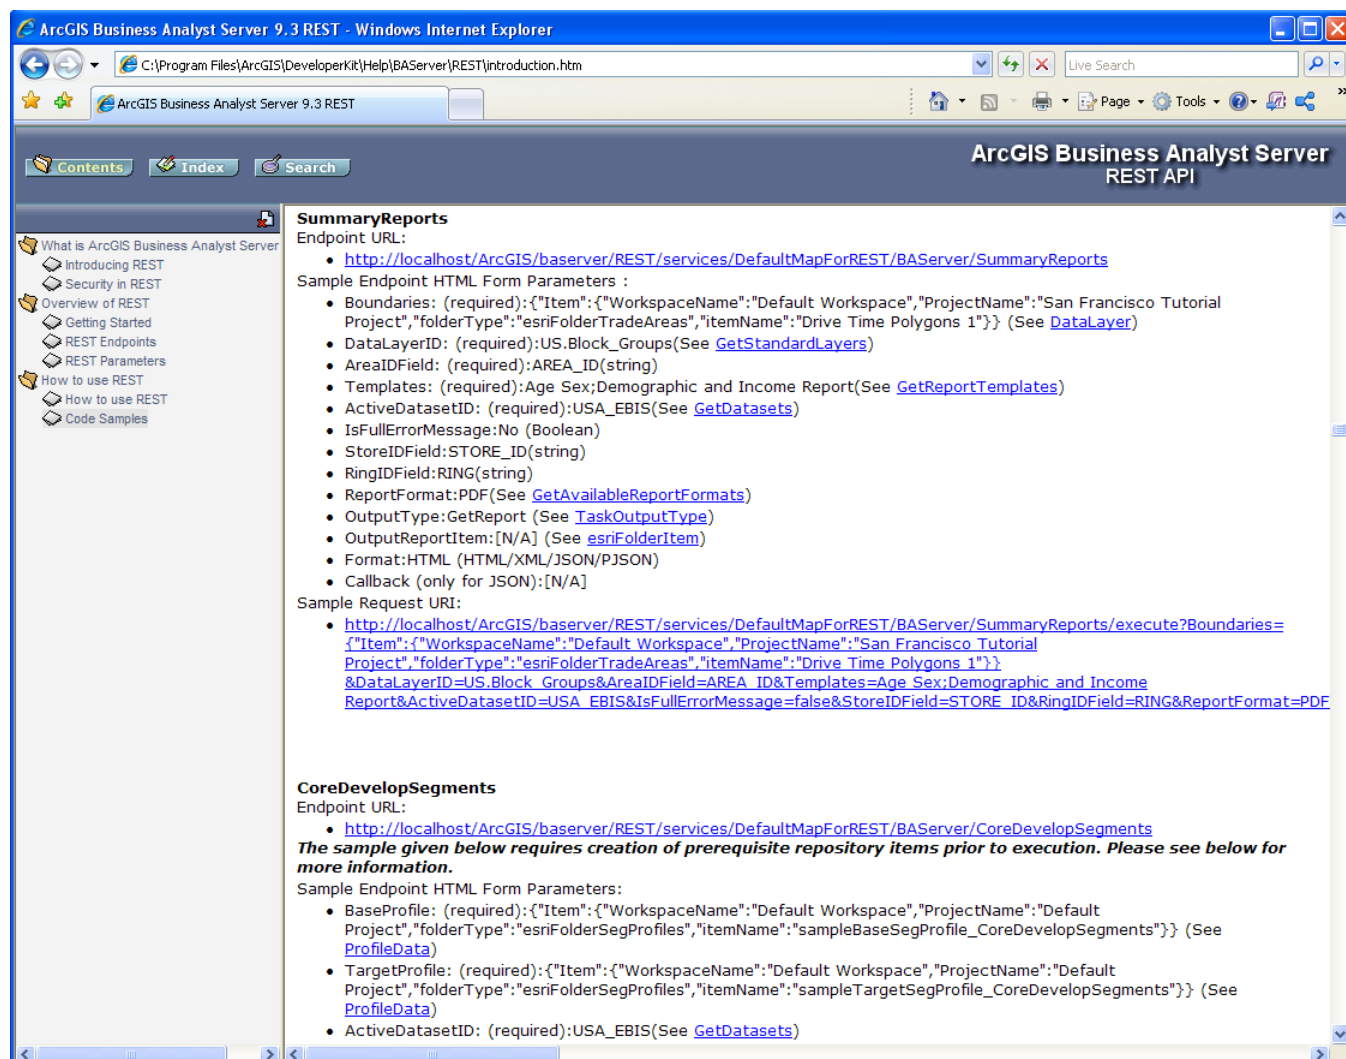 ArcGIS Business Analyst Server 9.3 REST - Windows Internet Explorer
C:\Program Files\ArcGIS\DeveloperKit\Help\BAServer\REST\introduction.htm
Live Search
ArcGIS Business Analyst Server 9.3 REST
Page
Tools
Contents
Index
Search
ArcGIS Business Analyst Server
REST API
What is ArcGIS Business Analyst Server
Introducing REST
Security in REST
Overview of REST
Getting Started
REST Endpoints
REST Parameters
How to use REST
How to use REST
Code Samples
SummaryReports
Endpoint URL:
• http://localhost/ArcGIS/baserver/REST/services/DefaultMapForREST/BAServer/SummaryReports
Sample Endpoint HTML Form Parameters :
• Boundaries: (required):{"Item":{"WorkspaceName":"Default Workspace","ProjectName":"San Francisco Tutorial
Project","folderType":"esriFolderTradeAreas","itemName":"Drive Time Polygons 1"}} (See DataLayer)
• DataLayerID: (required):US.Block_Groups(See GetStandardLayers)
• AreaIDField: (required):AREA_ID(string)
• Templates: (required):Age Sex;Demographic and Income Report(See GetReportTemplates)
• ActiveDatasetID: (required):USA_EBIS(See GetDatasets)
• IsFullErrorMessage:No (Boolean)
• StoreIDField:STORE_ID(string)
• RingIDField:RING(string)
• ReportFormat:PDF(See GetAvailableReportFormats)
• OutputType:GetReport (See TaskOutputType)
• OutputReportItem:[N/A] (See esriFolderItem)
• Format:HTML (HTML/XML/JSON/PJSON)
• Callback (only for JSON):[N/A]
Sample Request URI:
• http://localhost/ArcGIS/baserver/REST/services/DefaultMapForREST/BAServer/SummaryReports/execute?Boundaries=
{"Item":{"WorkspaceName":"Default Workspace","ProjectName":"San Francisco Tutorial
Project","folderType":"esriFolderTradeAreas","itemName":"Drive Time Polygons 1"}}
&DataLayerID=US.Block_Groups&AreaIDField=AREA_ID&Templates=Age Sex;Demographic and Income
Report&ActiveDatasetID=USA_EBIS&IsFullErrorMessage=false&StoreIDField=STORE_ID&RingIDField=RING&ReportFormat=PDF
CoreDevelopSegments
Endpoint URL:
• http://localhost/ArcGIS/baserver/REST/services/DefaultMapForREST/BAServer/CoreDevelopSegments
The sample given below requires creation of prerequisite repository items prior to execution. Please see below for
more information.
Sample Endpoint HTML Form Parameters:
• BaseProfile: (required):{"Item":{"WorkspaceName":"Default Workspace","ProjectName":"Default
Project","folderType":"esriFolderSegProfiles","itemName":"sampleBaseSegProfile_CoreDevelopSegments"}} (See
ProfileData)
• TargetProfile: (required):{"Item":{"WorkspaceName":"Default Workspace","ProjectName":"Default
Project","folderType":"esriFolderSegProfiles","itemName":"sampleTargetSegProfile_CoreDevelopSegments"}} (See
ProfileData)
• ActiveDatasetID: (required):USA_EBIS(See GetDatasets)